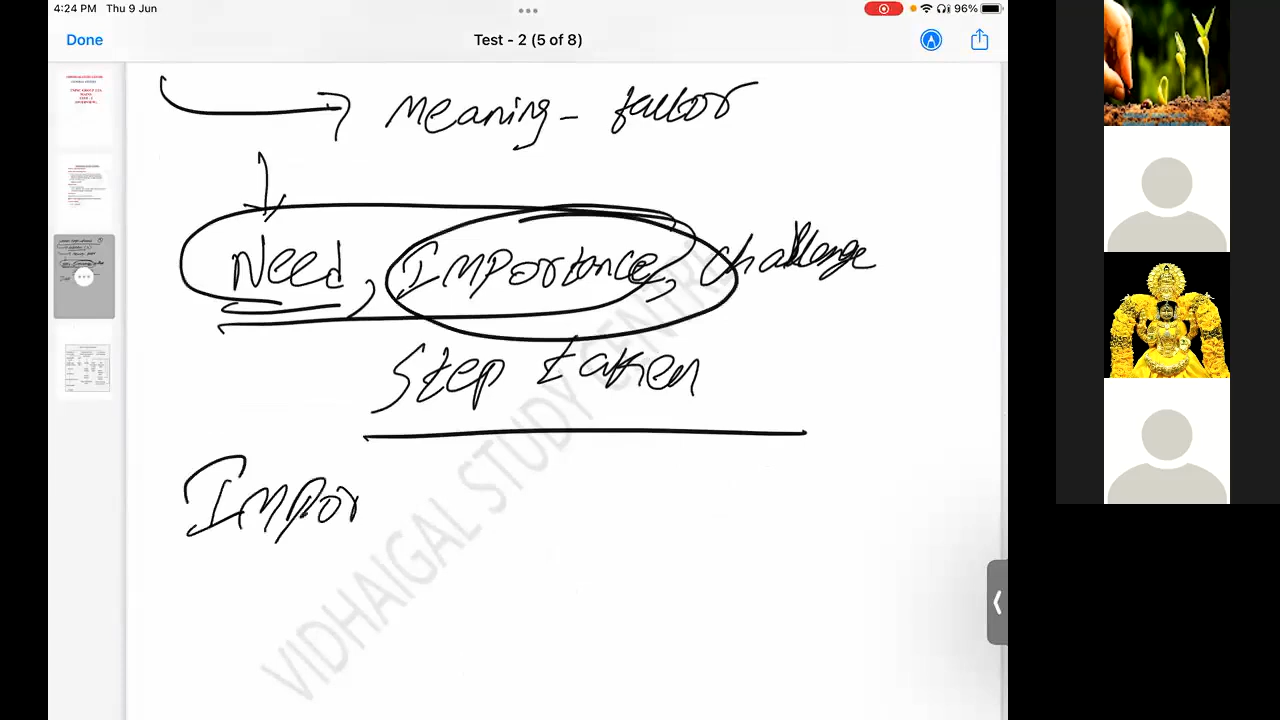 4:24 PM Thu 9 Jun
96%
Done
Test - 2 (5 of 8)
Meaning - factor
Need, Importance, challenge
Step taken
Impor
VIDHAIGAL STUDY CENTRE